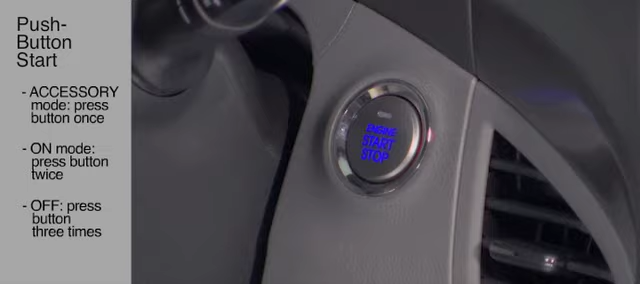 Push-
Button
Start
- ACCESSORY
mode: press
button once
- ON mode:
press button
twice
- OFF: press
button
three times
ENGINE
START
STOP